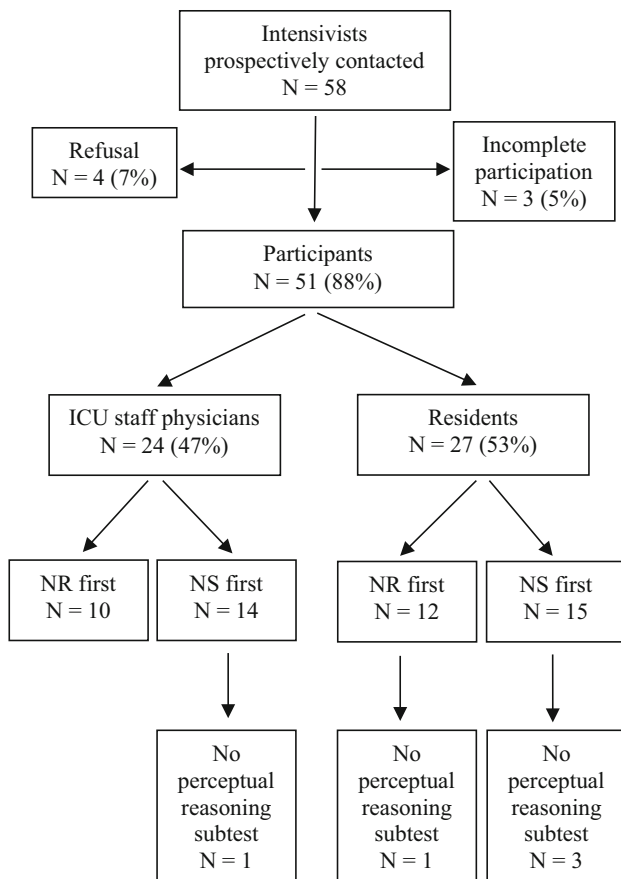 Intensivists
prospectively contacted
N = 58
Refusal
N = 4 (7%)
Incomplete
participation
N = 3 (5%)
Participants
N = 51 (88%)
ICU staff physicians
N = 24 (47%)
Residents
N = 27 (53%)
NR first
N = 10
NS first
N = 14
NR first
N = 12
NS first
N = 15
No
perceptual
reasoning
subtest
N = 1
No
perceptual
reasoning
subtest
N = 1
No
perceptual
reasoning
subtest
N = 3